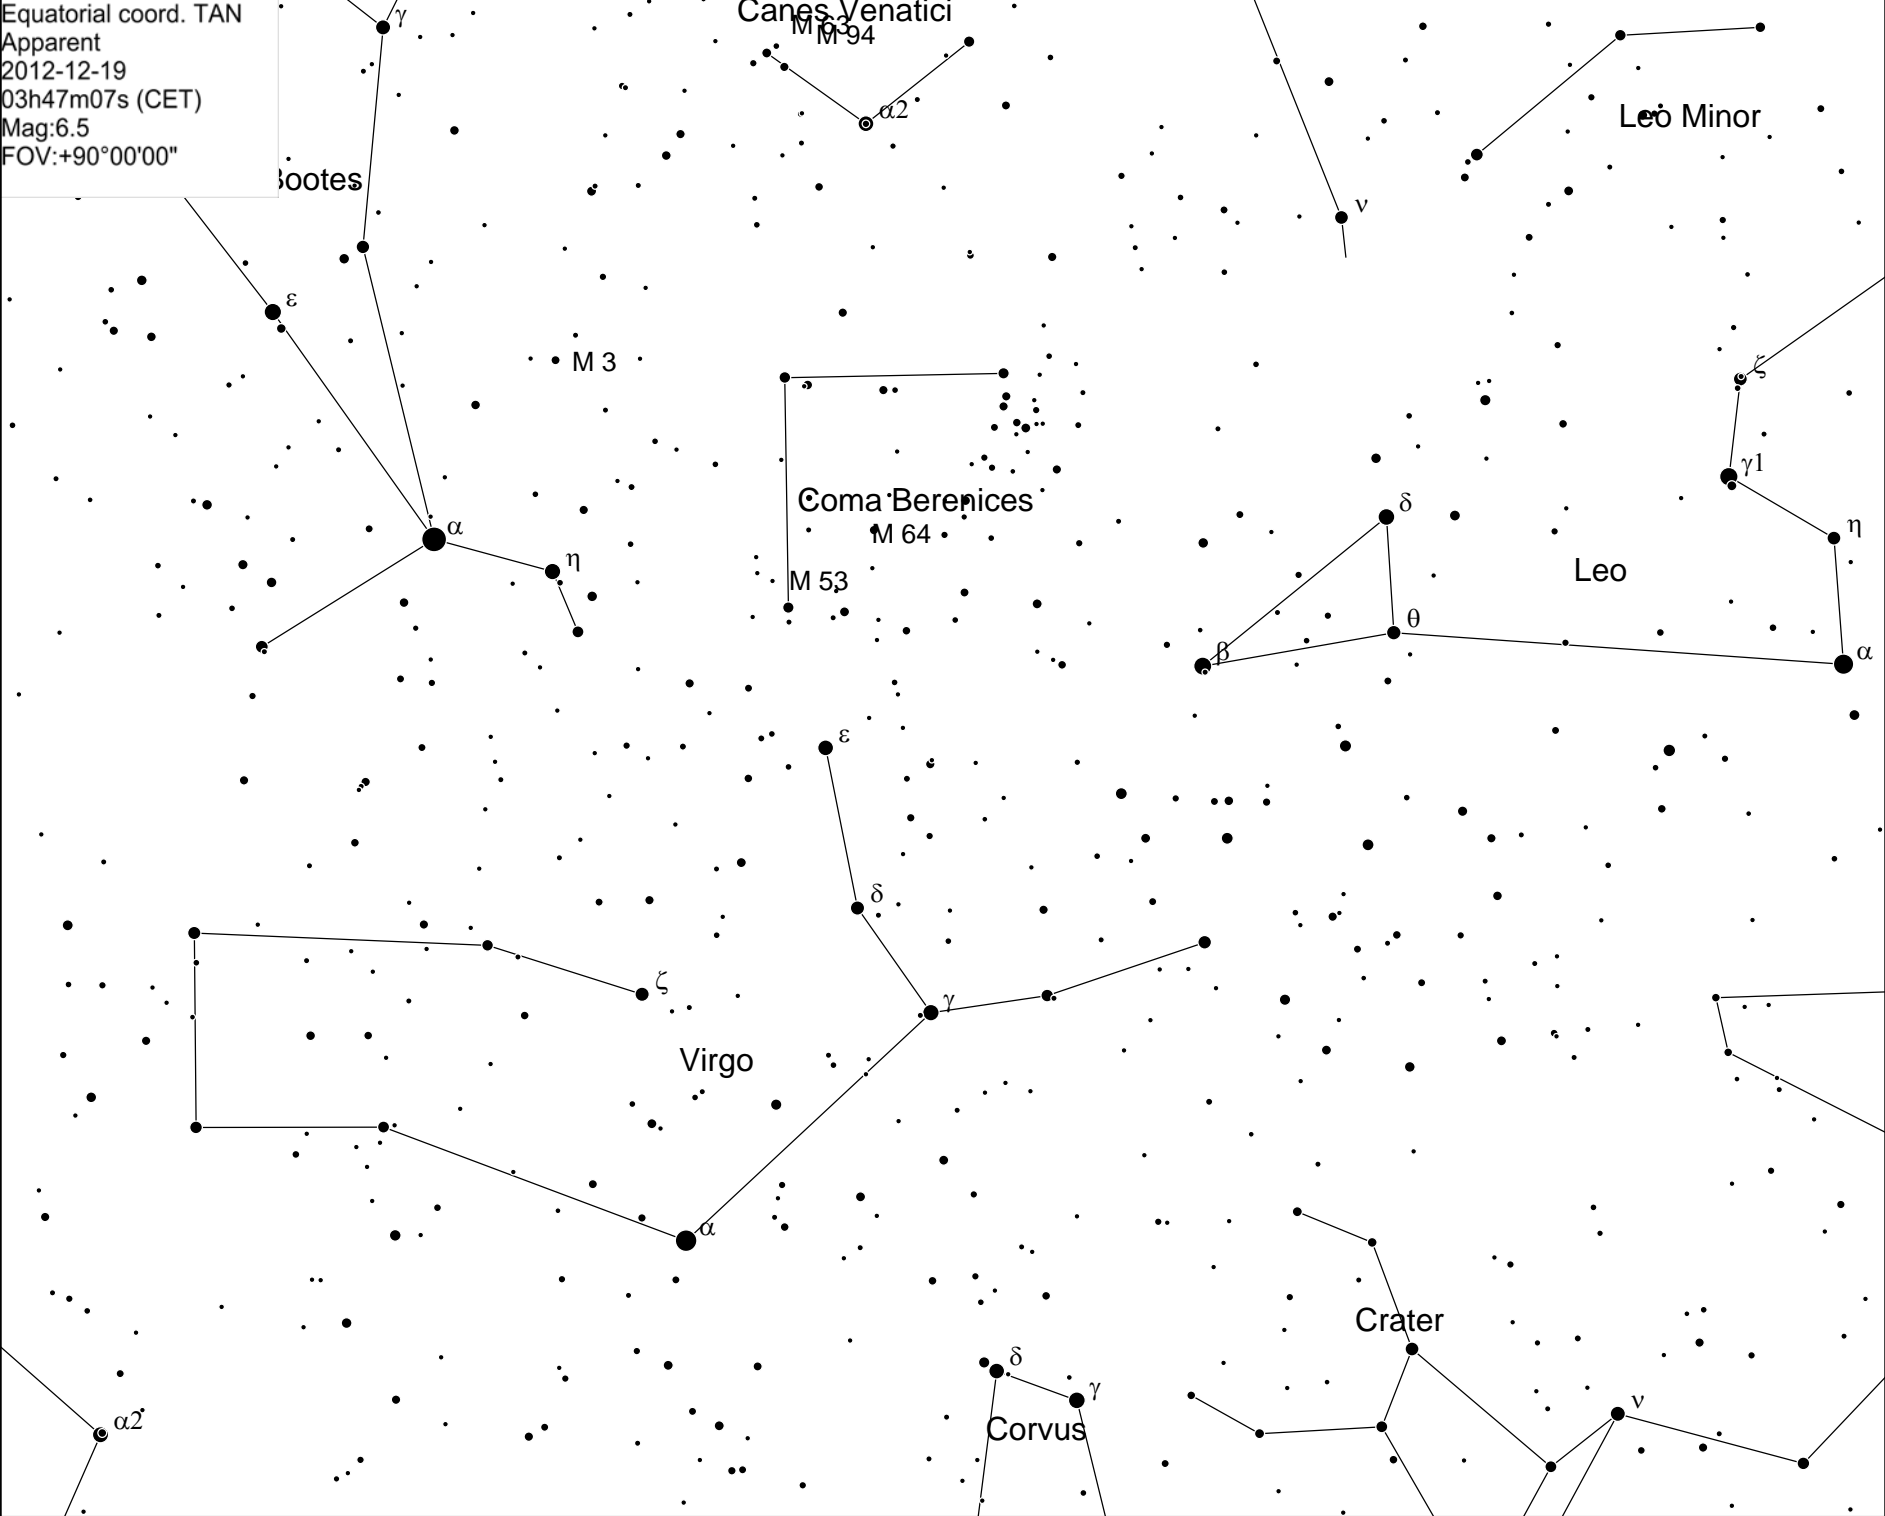 Equatorial coord. TAN
Apparent
2012-12-19
03h47m07s (CET)
Mag:6.5
FOV:+90°00'00"
γ
Canes Venatici
M 63
M 94
α2
Leo Minor
Bootes
ν
ε
M 3
ζ
γ1
Coma Berenices
δ
α
M 64
η
η
Leo
M 53
θ
β
α
ε
δ
ζ
γ
Virgo
α
Crater
δ
γ
ν
α2
Corvus